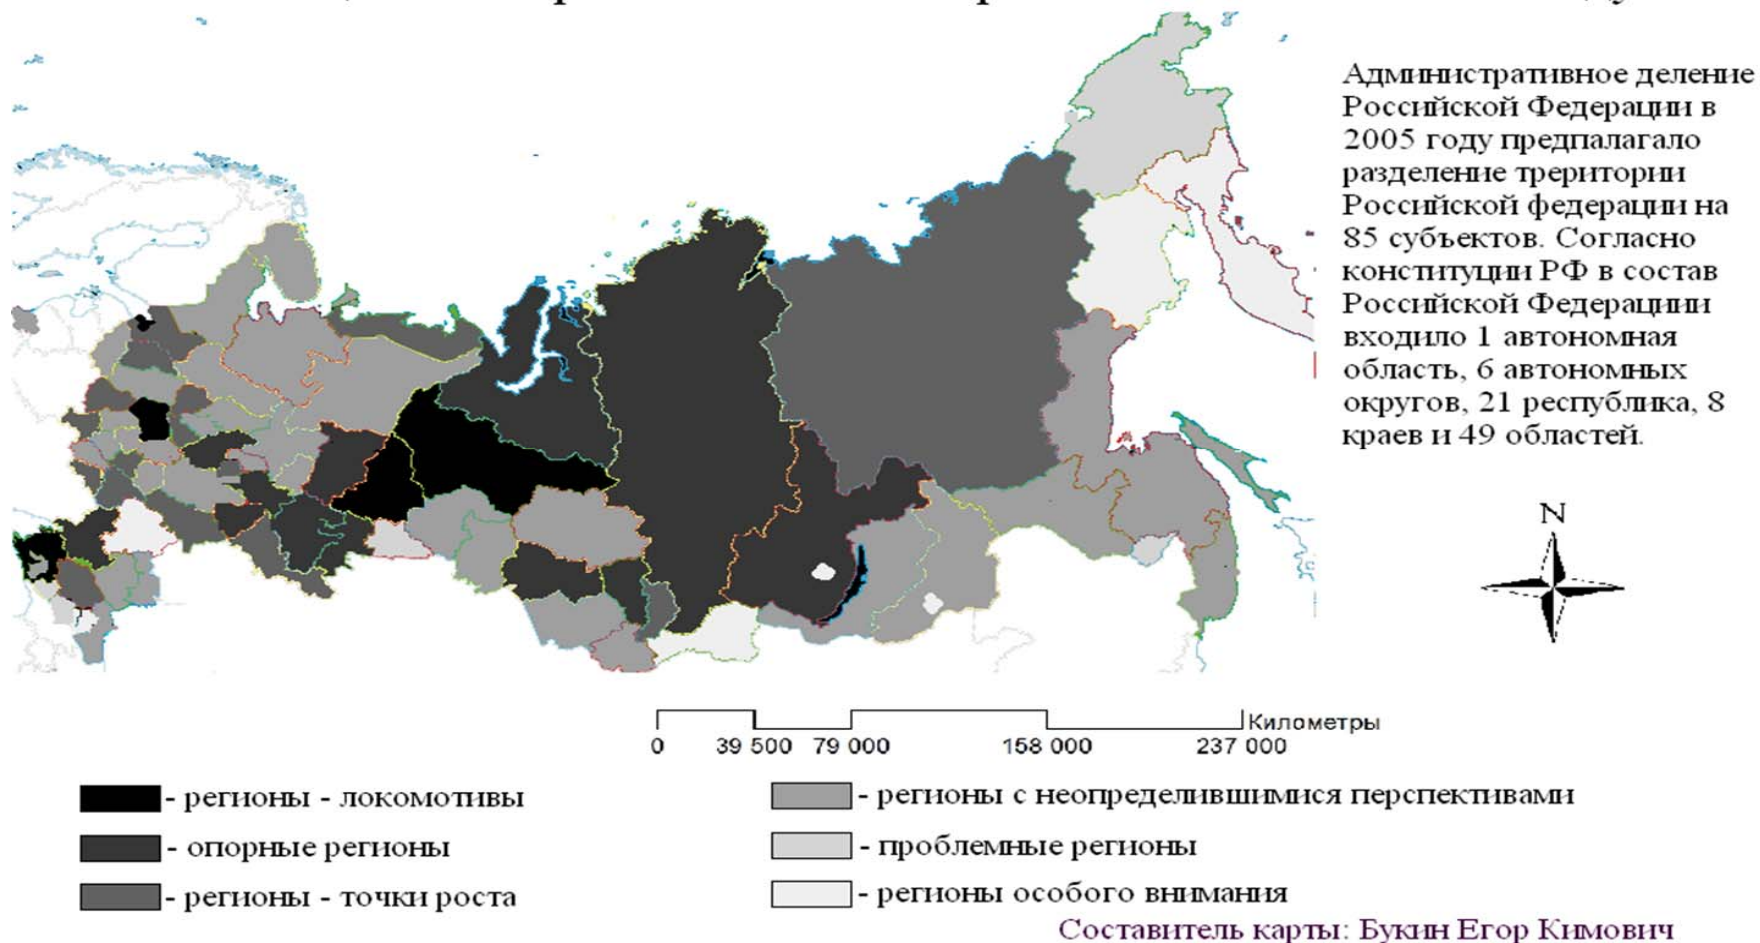 Административное деление
Российской Федерации в
2005 году предпалагало
разделение треритории
Российской федерации на
85 субъектов. Согласно
конституции РФ в состав
Российской Федерациии
входило 1 автономная
область, 6 автономных
округов, 21 республика, 8
краев и 49 областей.
N
Километры
0 39 500 79 000 158 000 237 000
- регионы - локомотивы
- опорные регионы
- регионы - точки роста
- регионы с неопределившимися перспективами
- проблемные регионы
- регионы особого внимания
Составитель карты: Букин Егор Кимович